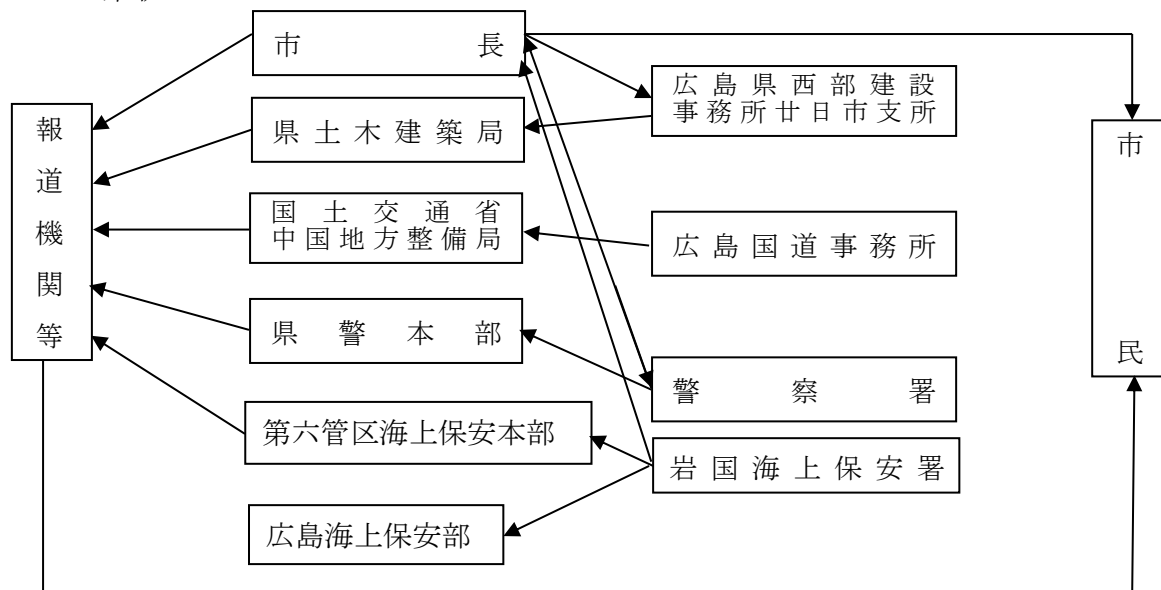 市長
広島県西部建設
事務所廿日市支所
報道機関等
県土木建築局
市民
国土交通省
中国地方整備局
広島国道事務所
県警本部
警察署
第六管区海上保安本部
岩国海上保安署
広島海上保安部